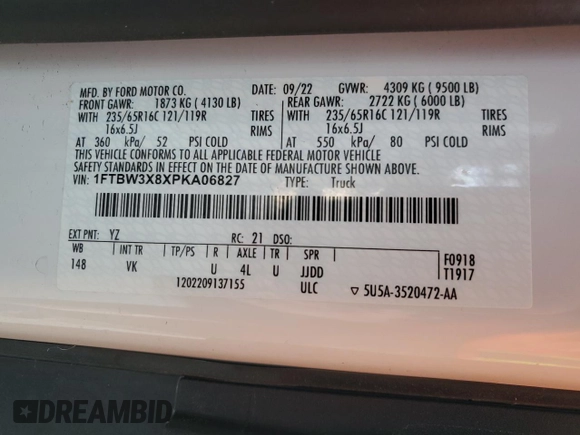 MFD. BY FORD MOTOR CO. DATE: 09/22 GVWR: 4309 KG ( 9500 LB)
FRONT GAWR: 1873 KG ( 4130 LB) REAR GAWR: 2722 KG ( 6000 LB)
WITH 235/65R16C 121/119R TIRES WITH 235/65R16C 121/119R TIRES
16x6.5J RIMS 16x6.5J RIMS
AT 360 kPa/ 52 PSI COLD AT 550 kPa/ 80 PSI COLD
THIS VEHICLE CONFORMS TO ALL APPLICABLE FEDERAL MOTOR VEHICLE
SAFETY STANDARDS IN EFFECT ON THE DATE OF MANUFACTURE SHOWN ABOVE.
VIN: 1FTBW3X8XPKA06827 TYPE: Truck
EXT PNT: YZ RC: 21 DSO:
WB INT TR TP/PS R AXLE TR SPR F0918
148 VK U 4L U JJDD T1917
1202209137155 ULC ▽ 5U5A-3520472-AA
DREAMBID